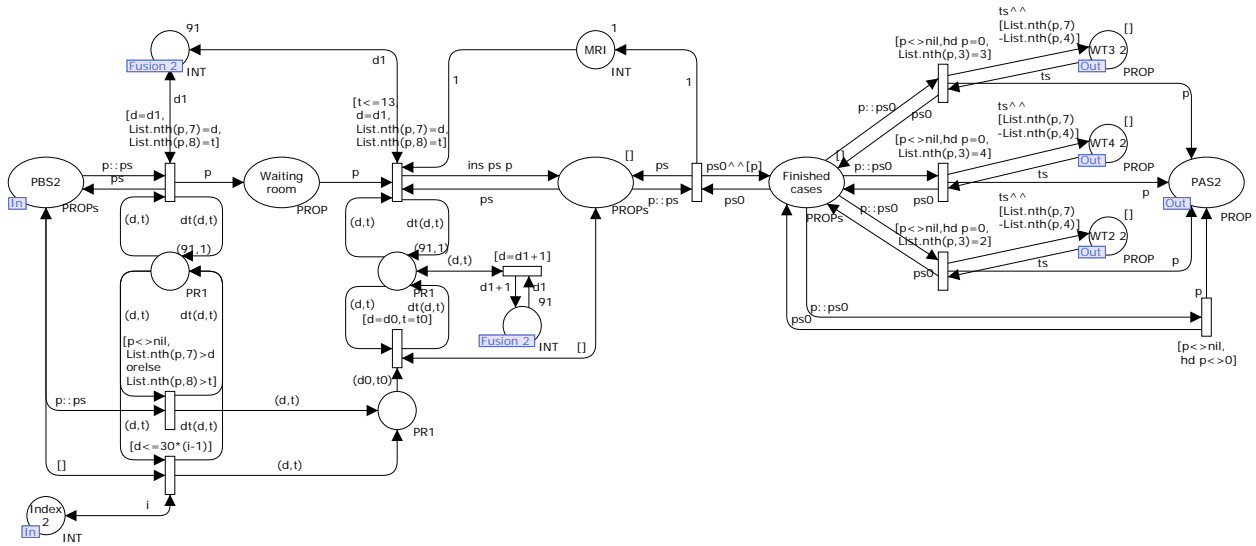 91
INT
Fusion 2
d1
d1
[d=d1,
List.nth(p,7)=d,
List.nth(p,8)=t]
[t<=13,
d=d1,
List.nth(p,7)=d,
List.nth(p,8)=t]
1
MRI
1
INT
1
[p<>nil,hd p=0,
List.nth(p,3)=3]
ts^^
[List.nth(p,7)
-List.nth(p,4)]
[]
WT3 2
Out
PROP
ts
p
p::ps0
ps0
PBS2
In
PROPs
p::ps
ps
p
Waiting
room
PROP
p
ins ps p
ps
[]
PROPs
ps
p::ps
ps0^^[p]
ps0
[]
Finished
cases
PROPs
p::ps0
ps0
[p<>nil,hd p=0,
List.nth(p,3)=4]
ts^^
[List.nth(p,7)
-List.nth(p,4)]
[]
WT4 2
Out
PROP
ts
p
PAS2
Out
PROP
p::ps0
ps0
[p<>nil,hd p=0,
List.nth(p,3)=2]
ts^^
[List.nth(p,7)
-List.nth(p,4)]
[]
WT2 2
Out
PROP
ts
p
(d,t)
dt(d,t)
(91,1)
PR1
(d,t)
dt(d,t)
(d,t)
dt(d,t)
(91,1)
PR1
(d,t)
dt(d,t)
(d,t)
[d=d1+1]
d1+1
d1
91
Fusion 2
INT
[]
[d=d0,t=t0]
(d0,t0)
PR1
[p<>nil,
List.nth(p,7)>d
orelse
List.nth(p,8)>t]
p::ps
(d,t)
(d,t)
dt(d,t)
[d<=30*(i-1)]
[]
(d,t)
i
Index
2
In
INT
p
p::ps0
ps0
[p<>nil,
hd p<>0]